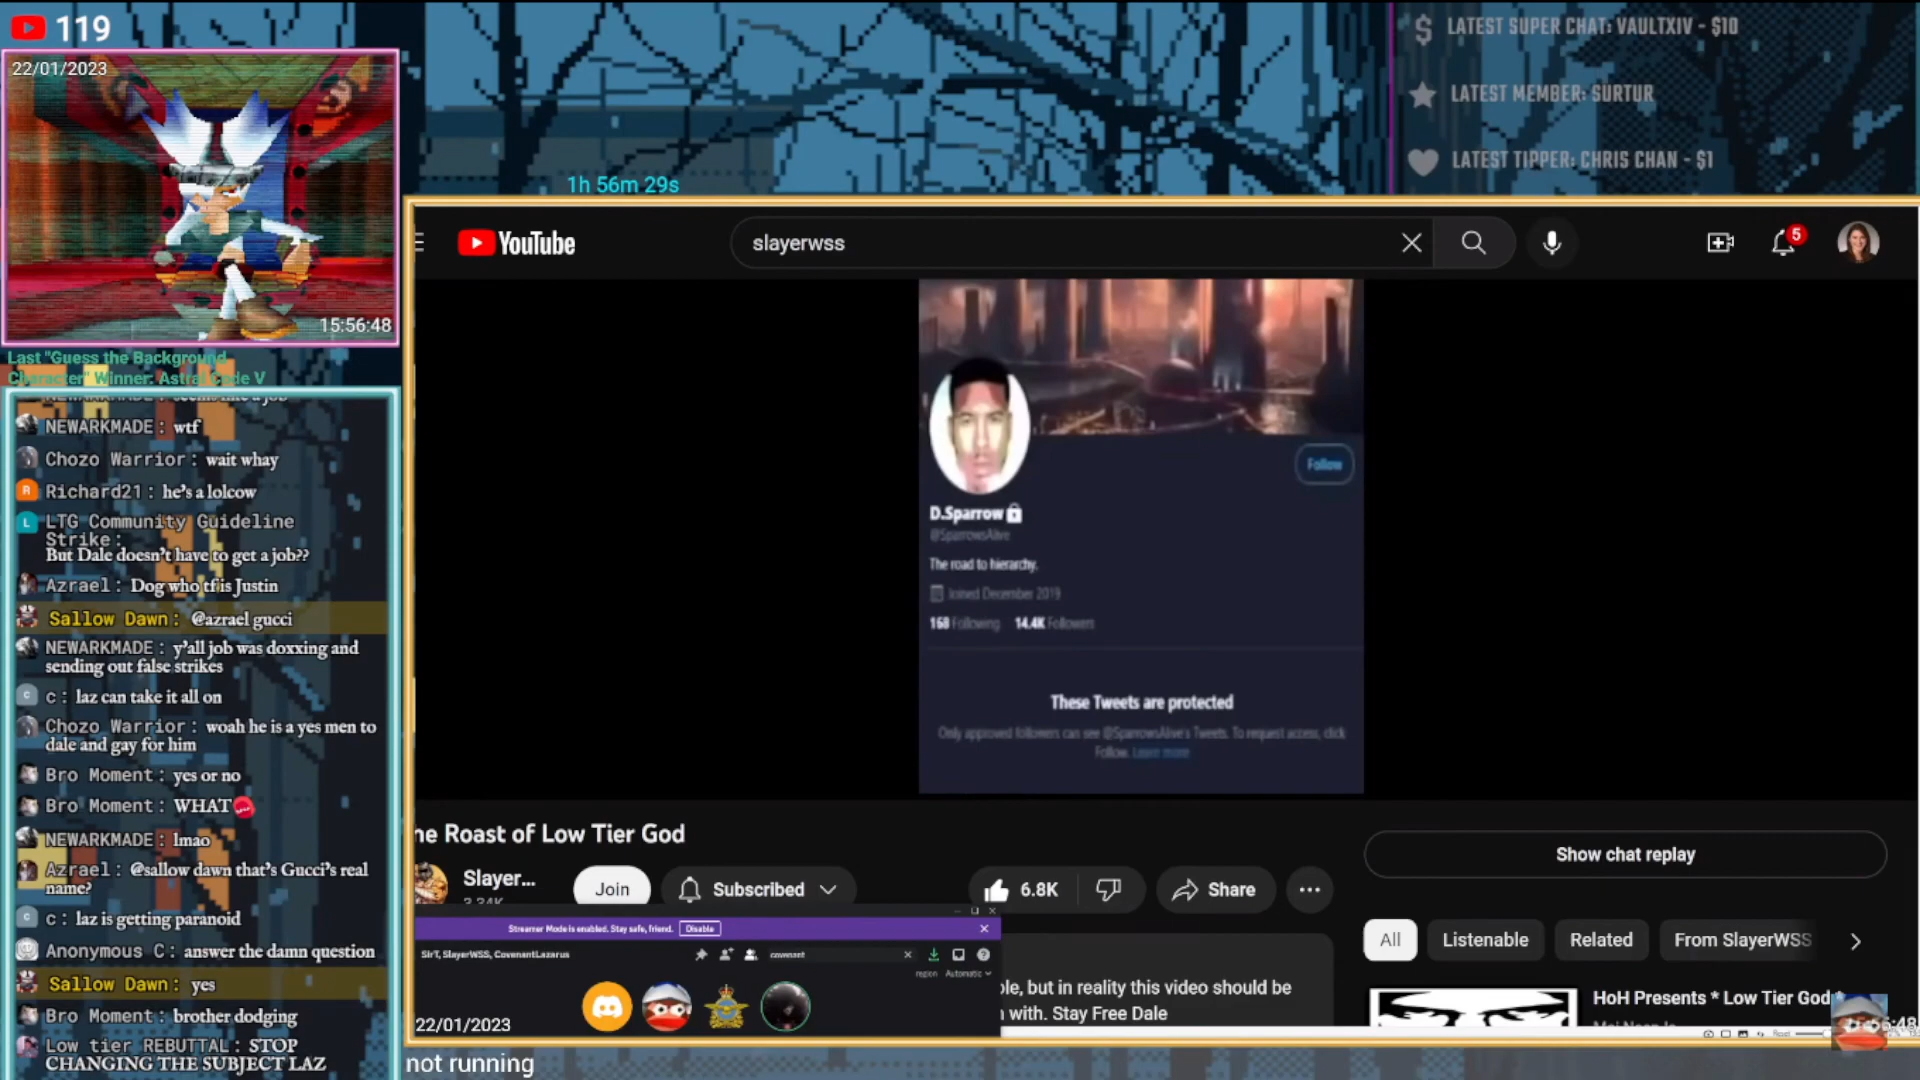 119
22/01/2023
15:56:48
Last "Guess the Background
Character" Winner: Astral Code V
NEWARKMADE: seems like a job
NEWARKMADE: wtf
Chozo Warrior: wait whay
R Richard21: he's a lolcow
L LTG Community Guideline
Strike:
But Dale doesn't have to get a job??
Azrael: Dog who tf is Justin
Sallow Dawn: @azrael gucci
NEWARKMADE: y'all job was doxxing and
sending out false strikes
C c: laz can take it all on
Chozo Warrior: woah he is a yes men to
dale and gay for him
Bro Moment: yes or no
Bro Moment: WHAT
NEWARKMADE: lmao
Azrael: @sallow dawn that's Gucci's real
name?
C c: laz is getting paranoid
Anonymous C: answer the damn question
Sallow Dawn: yes
Bro Moment: brother dodging
Low tier REBUTTAL: STOP
CHANGING THE SUBJECT LAZ
1h 56m 29s
LATEST SUPER CHAT: VAULTXIV - $10
LATEST MEMBER: SURTUR
LATEST TIPPER: CHRIS CHAN - $1
YouTube
slayerwss
5
Follow
D.Sparrow
@SparrowsAlive
The road to hierarchy.
Joined December 2019
168 Following 14.4K Followers
These Tweets are protected
Only approved followers can see @SparrowsAlive's Tweets. To request access, click
Follow. Learn more
he Roast of Low Tier God
Slayer...
3.34K
Join
Subscribed
6.8K
Share
Show chat replay
All
Listenable
Related
From SlayerWSS
Streamer Mode is enabled. Stay safe, friend. Disable
SirT, SlayerWSS, CovenantLazarus
covenant
region Automatic
22/01/2023
ble, but in reality this video should be
with. Stay Free Dale
HoH Presents * Low Tier God *
not running